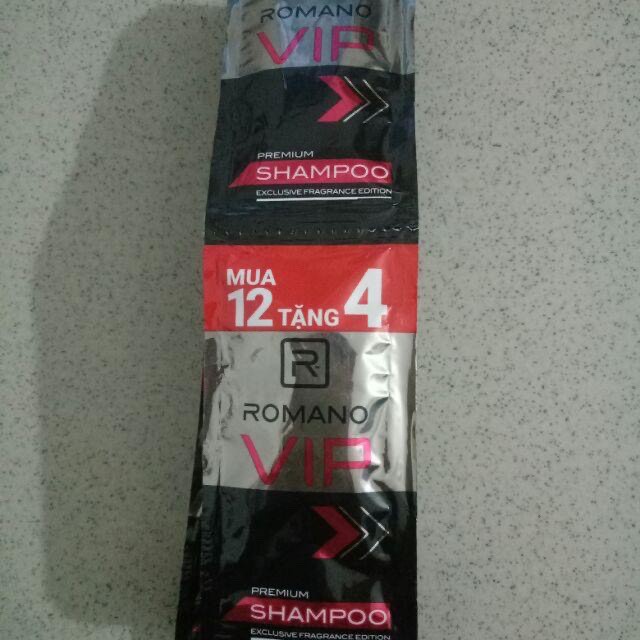 ROMANO
VIP
PREMIUM
SHAMPOO
EXCLUSIVE FRAGRANCE EDITION
MUA
12 TẶNG 4
R
ROMANO
VIP
PREMIUM
SHAMPOO
EXCLUSIVE FRAGRANCE EDITION